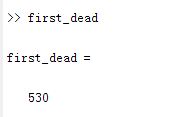 >> first_dead
first_dead =
530